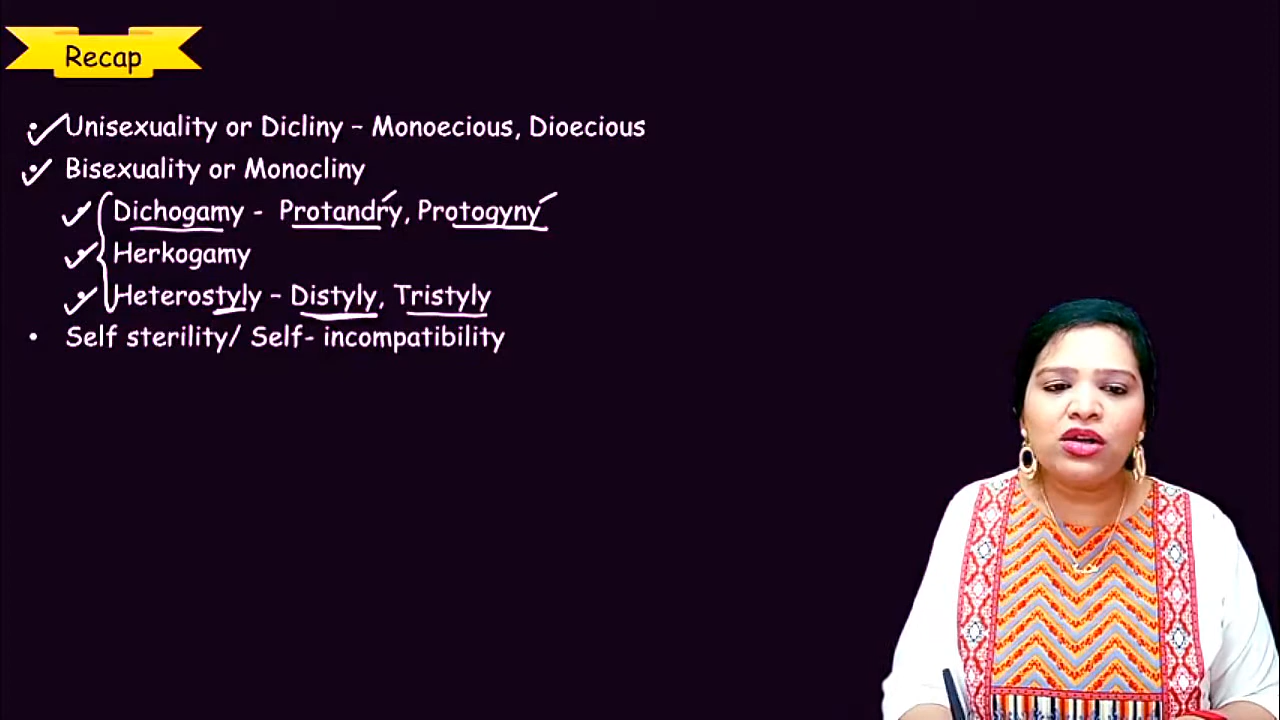 Recap
• Unisexuality or Dicliny – Monoecious, Dioecious
• Bisexuality or Monocliny
• Dichogamy - Protandry, Protogyny
• Herkogamy
• Heterostyly – Distyly, Tristyly
• Self sterility/ Self- incompatibility